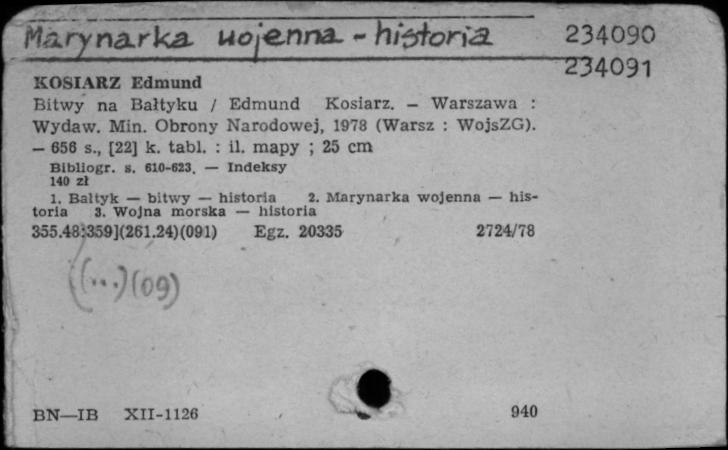 Marynarka wojenna - historia 234090
234091
KOSIARZ Edmund
Bitwy na Bałtyku / Edmund Kosiarz. — Warszawa :
Wydaw. Min. Obrony Narodowej, 1978 (Warsz : WojsZG).
— 656 s., [22] k. tabl. : il. mapy ; 25 cm
Bibliogr. s. 610-623. — Indeksy
140 zł
1. Bałtyk — bitwy — historia 2. Marynarka wojenna — his-
toria 3. Wojna morska — historia
355.48:359](261.24)(091) Egz. 20335 2724/78
((...)(09)
BN—IB XII-1126 940